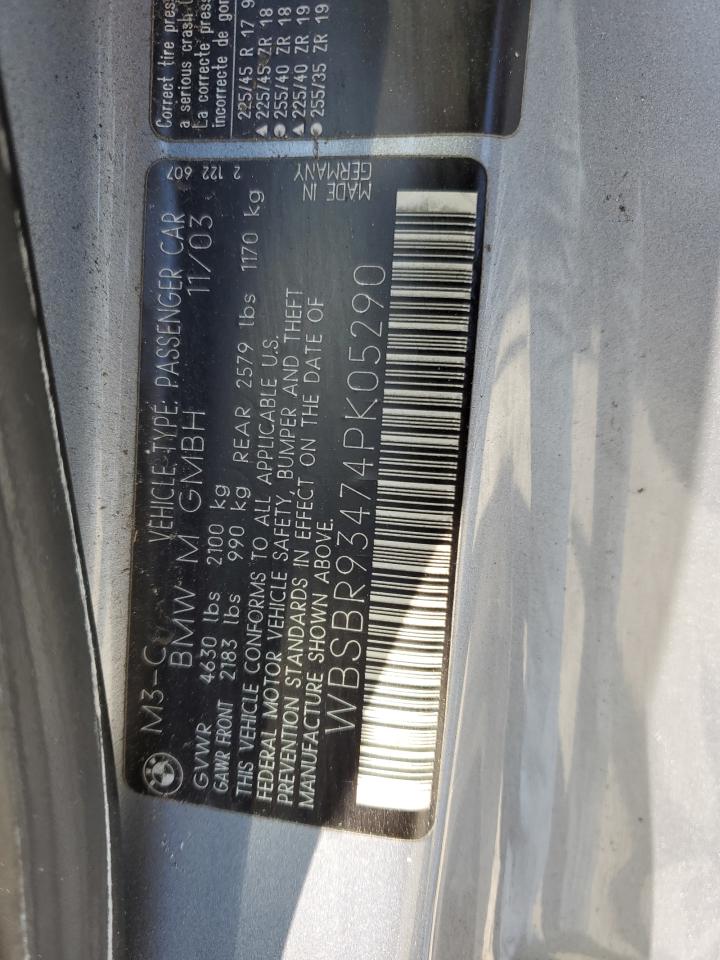 Correct tire pres
a serious crash
La correcte press
incorrecte de gon
225/45 R 17 9
▲ 225/45 ZR 18
● 255/40 ZR 18
▲ 225/40 ZR 19
● 255/35 ZR 19
M3-C VEHICLE TYPE: PASSENGER CAR 2 122 607
BMW M GMBH 11/03
GVWR 4630 lbs 2100 kg
GAWR FRONT 2183 lbs 990 kg REAR 2579 lbs 1170 kg
THIS VEHICLE CONFORMS TO ALL APPLICABLE U.S.
FEDERAL MOTOR VEHICLE SAFETY, BUMPER AND THEFT
PREVENTION STANDARDS IN EFFECT ON THE DATE OF
MANUFACTURE SHOWN ABOVE.
MADE IN
GERMANY
WBSBR93474PK05290